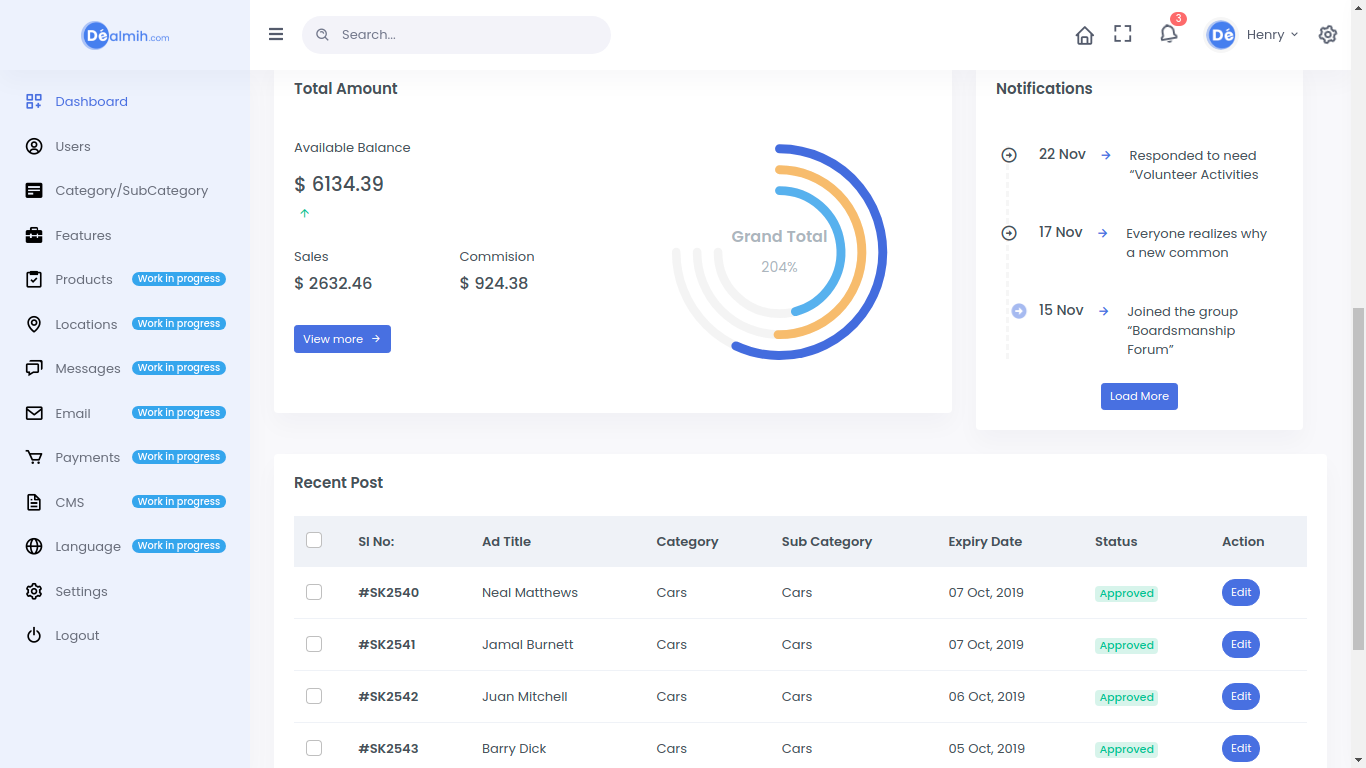 Déalmih.com
Search...
3
Dé
Henry
Dashboard
Users
Category/SubCategory
Features
Products Work in progress
Locations Work in progress
Messages Work in progress
Email Work in progress
Payments Work in progress
CMS Work in progress
Language Work in progress
Settings
Logout
Total Amount
Available Balance
$ 6134.39
Sales Commision
$ 2632.46 $ 924.38
View more
Grand Total
204%
Notifications
22 Nov Responded to need
“Volunteer Activities
17 Nov Everyone realizes why
a new common
15 Nov Joined the group
“Boardsmanship
Forum”
Load More
Recent Post
SI No: Ad Title Category Sub Category Expiry Date Status Action
#SK2540 Neal Matthews Cars Cars 07 Oct, 2019 Approved Edit
#SK2541 Jamal Burnett Cars Cars 07 Oct, 2019 Approved Edit
#SK2542 Juan Mitchell Cars Cars 06 Oct, 2019 Approved Edit
#SK2543 Barry Dick Cars Cars 05 Oct, 2019 Approved Edit